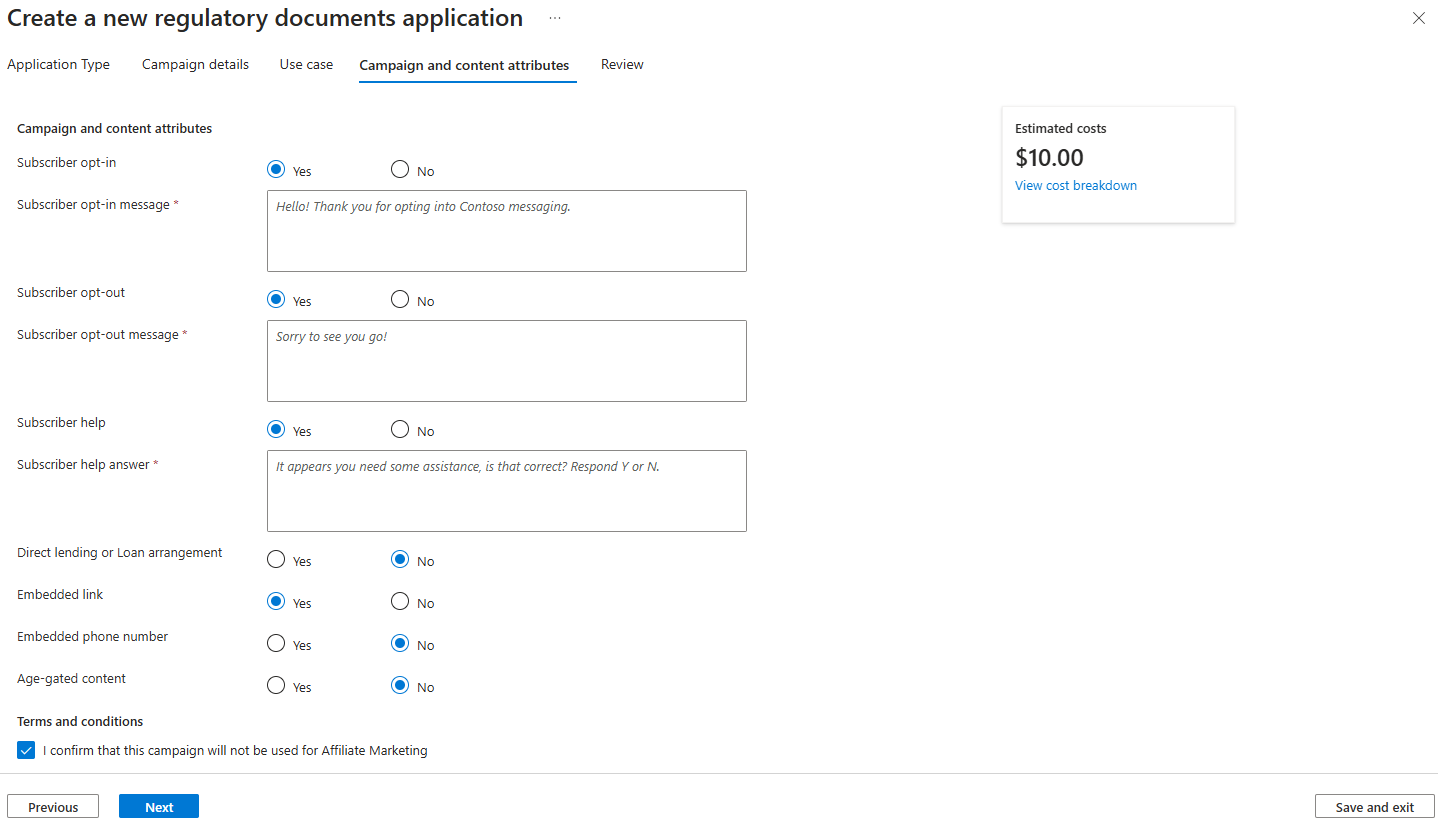 Create a new regulatory documents application ...
Application Type Campaign details Use case Campaign and content attributes Review
Campaign and content attributes
Subscriber opt-in Yes No
Subscriber opt-in message *
Hello! Thank you for opting into Contoso messaging.
Subscriber opt-out Yes No
Subscriber opt-out message *
Sorry to see you go!
Subscriber help Yes No
Subscriber help answer *
It appears you need some assistance, is that correct? Respond Y or N.
Direct lending or Loan arrangement Yes No
Embedded link Yes No
Embedded phone number Yes No
Age-gated content Yes No
Terms and conditions
I confirm that this campaign will not be used for Affiliate Marketing
Estimated costs
$10.00
View cost breakdown
Previous Next Save and exit